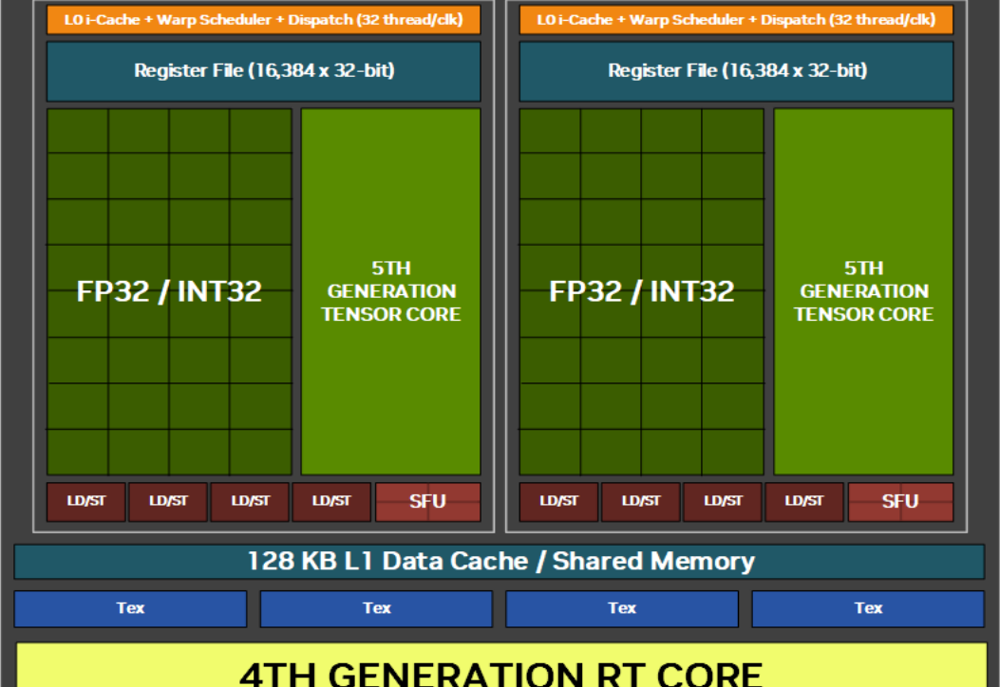 L0 i-Cache + Warp Scheduler + Dispatch (32 thread/clk)
L0 i-Cache + Warp Scheduler + Dispatch (32 thread/clk)
Register File (16,384 x 32-bit)
Register File (16,384 x 32-bit)
FP32 / INT32
5TH
GENERATION
TENSOR CORE
FP32 / INT32
5TH
GENERATION
TENSOR CORE
LD/ST
LD/ST
LD/ST
LD/ST
SFU
LD/ST
LD/ST
LD/ST
LD/ST
SFU
128 KB L1 Data Cache / Shared Memory
Tex
Tex
Tex
Tex
4TH GENERATION RT CORE